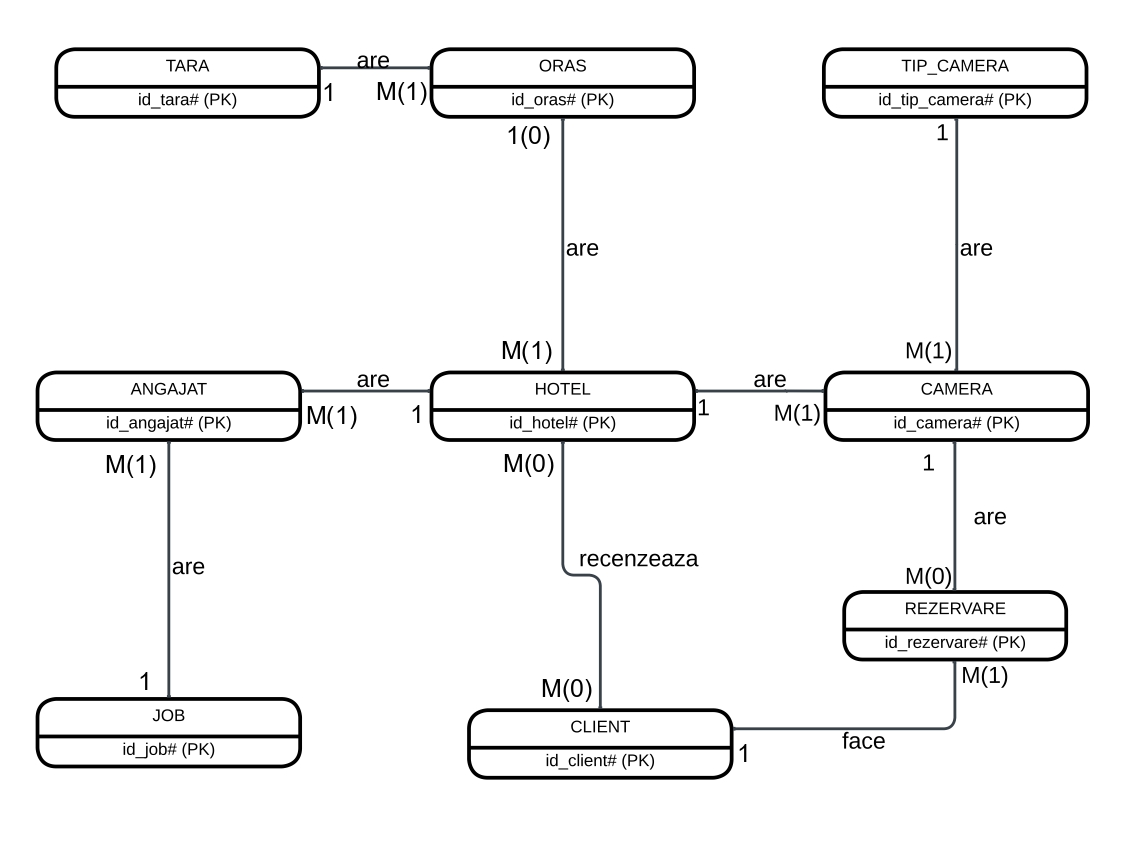 TARA
id_tara# (PK)
are
1
M(1)
ORAS
id_oras# (PK)
TIP_CAMERA
id_tip_camera# (PK)
1(0)
1
are
are
M(1)
M(1)
ANGAJAT
id_angajat# (PK)
are
M(1)
1
HOTEL
id_hotel# (PK)
are
1
M(1)
CAMERA
id_camera# (PK)
M(1)
M(0)
1
are
are
recenzeaza
M(0)
REZERVARE
id_rezervare# (PK)
M(1)
1
M(0)
JOB
id_job# (PK)
CLIENT
id_client# (PK)
1
face